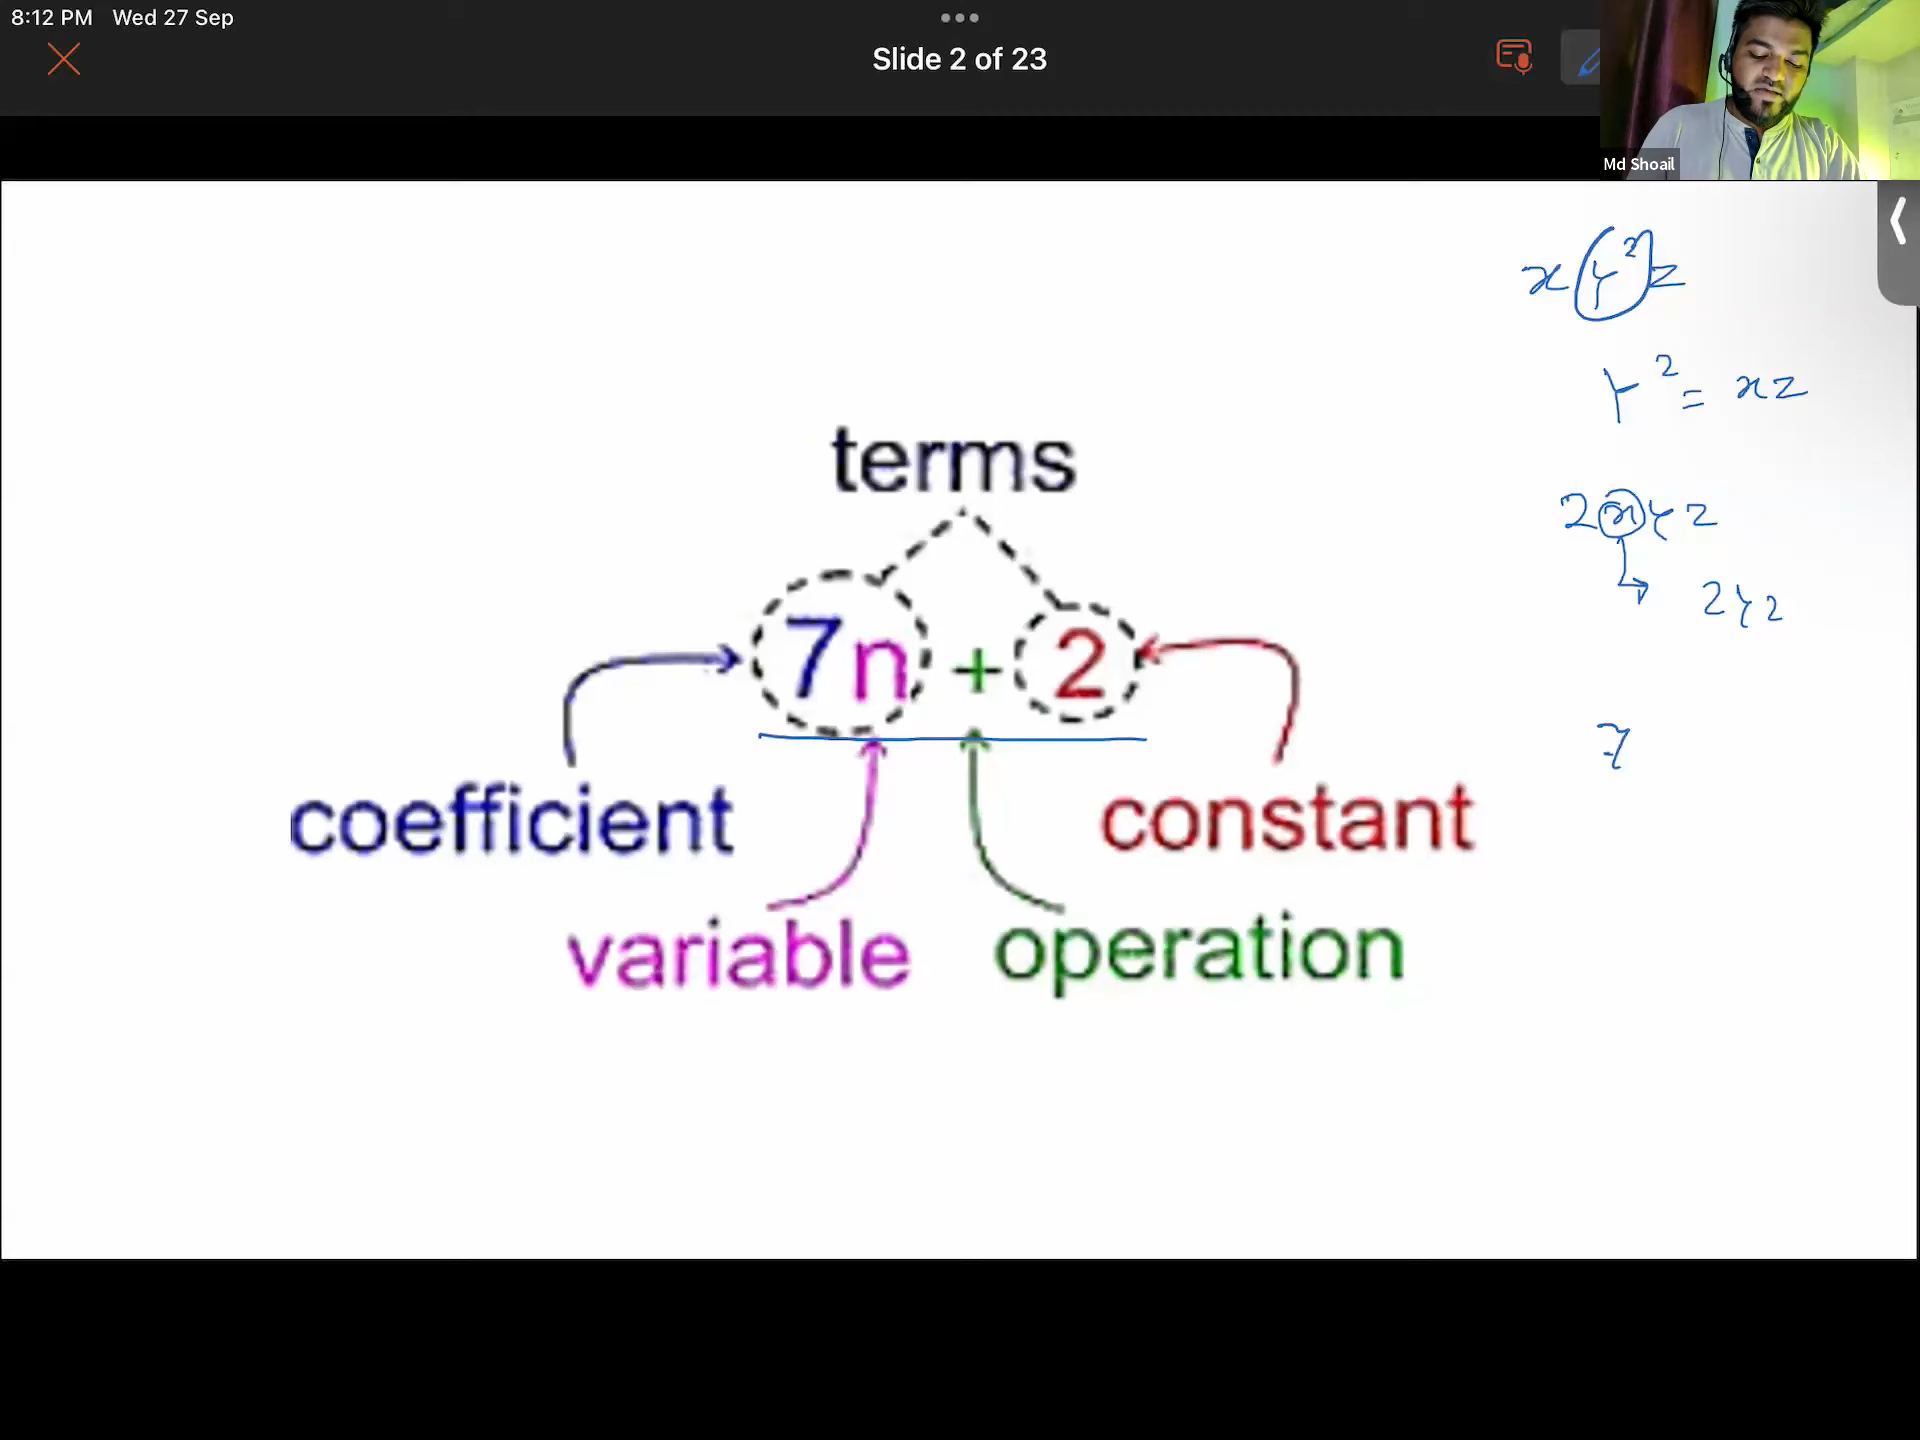 8:12 PM Wed 27 Sep
Slide 2 of 23
Md Shoail
terms
7n + 2
coefficient
constant
variable
operation
xy²z
y² = xz
2xyz
2yz
7